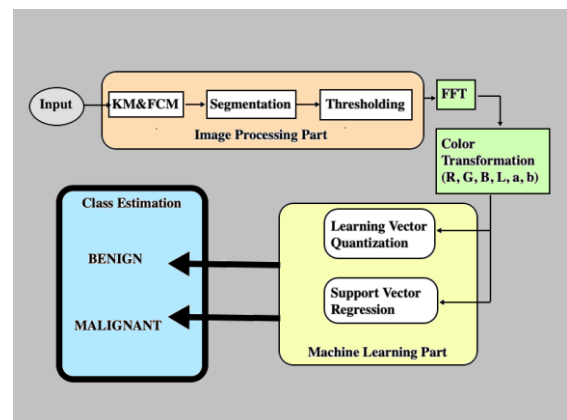 Input
KM&FCM
Segmentation
Thresholding
Image Processing Part
FFT
Color
Transformation
(R, G, B, L, a, b)
Learning Vector
Quantization
Support Vector
Regression
Machine Learning Part
Class Estimation
BENIGN
MALIGNANT